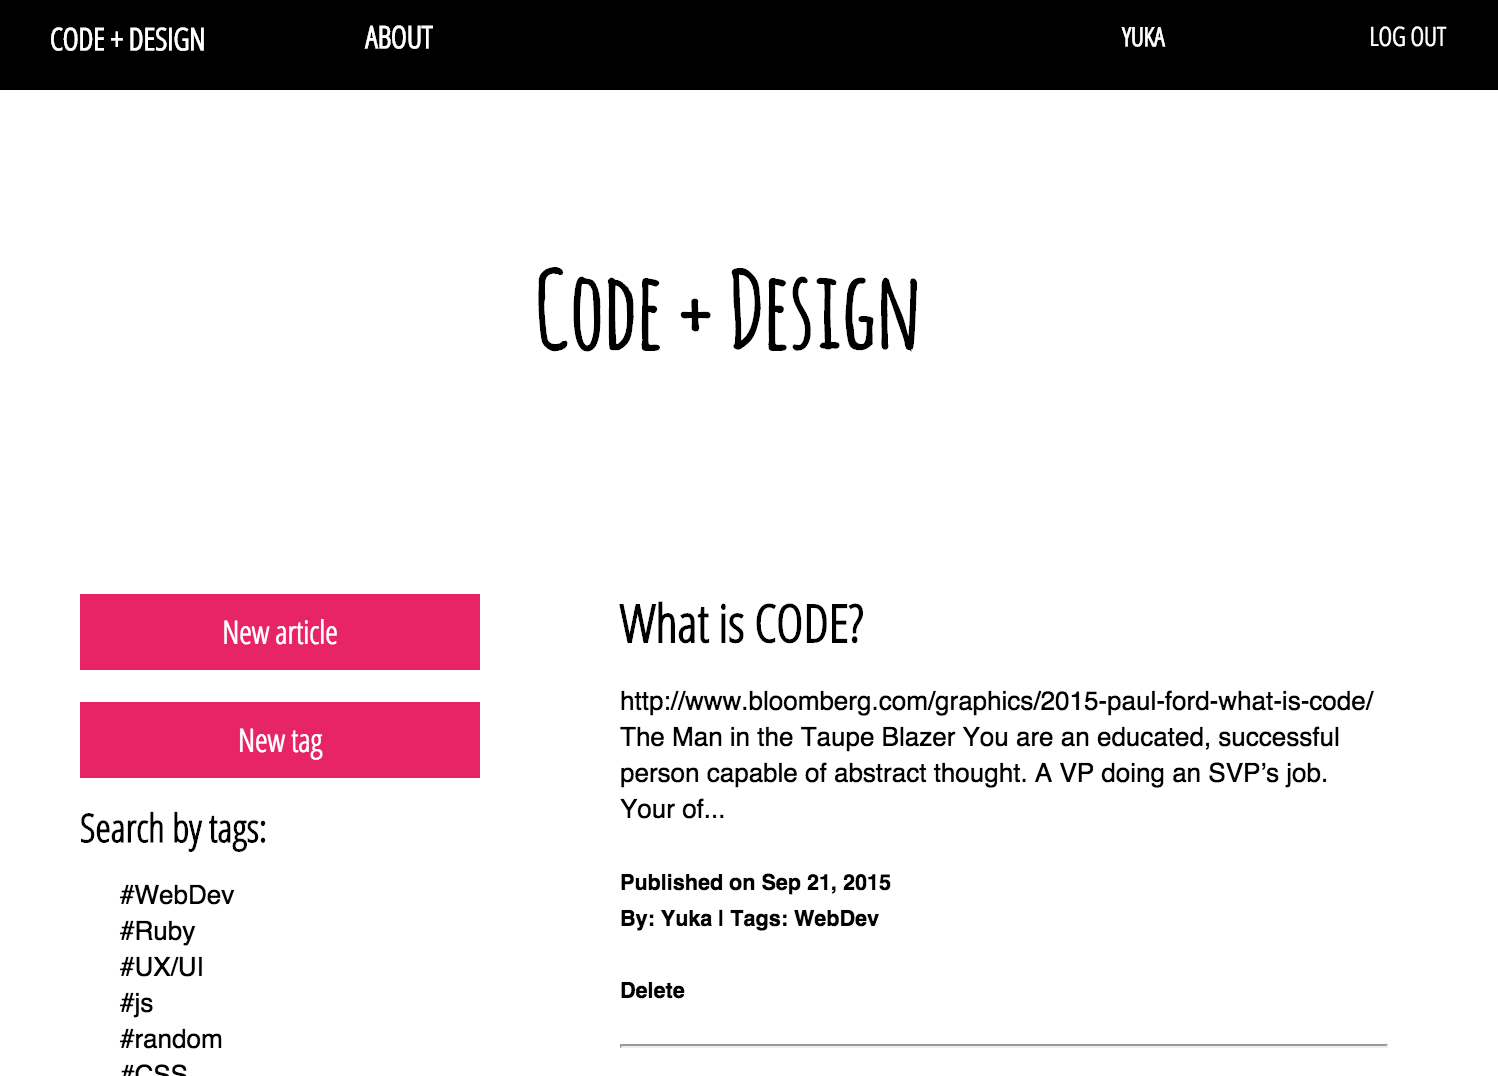 CODE + DESIGN
ABOUT
YUKA
LOG OUT
Code + Design
New article
New tag
Search by tags:
#WebDev
#Ruby
#UX/UI
#js
#random
#CSS
What is CODE?
http://www.bloomberg.com/graphics/2015-paul-ford-what-is-code/
The Man in the Taupe Blazer You are an educated, successful
person capable of abstract thought. A VP doing an SVP’s job.
Your of...
Published on Sep 21, 2015
By: Yuka | Tags: WebDev
Delete